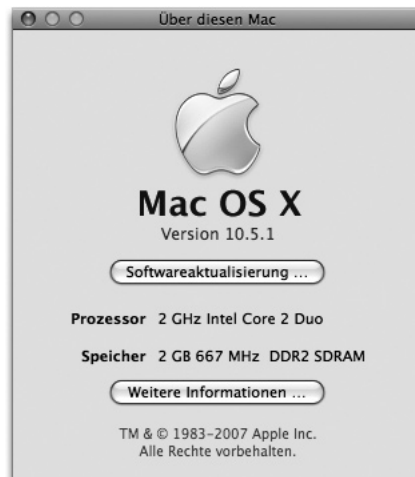 Über diesen Mac
Mac OS X
Version 10.5.1
Softwareaktualisierung ...
Prozessor 2 GHz Intel Core 2 Duo
Speicher 2 GB 667 MHz DDR2 SDRAM
Weitere Informationen ...
TM & © 1983–2007 Apple Inc.
Alle Rechte vorbehalten.